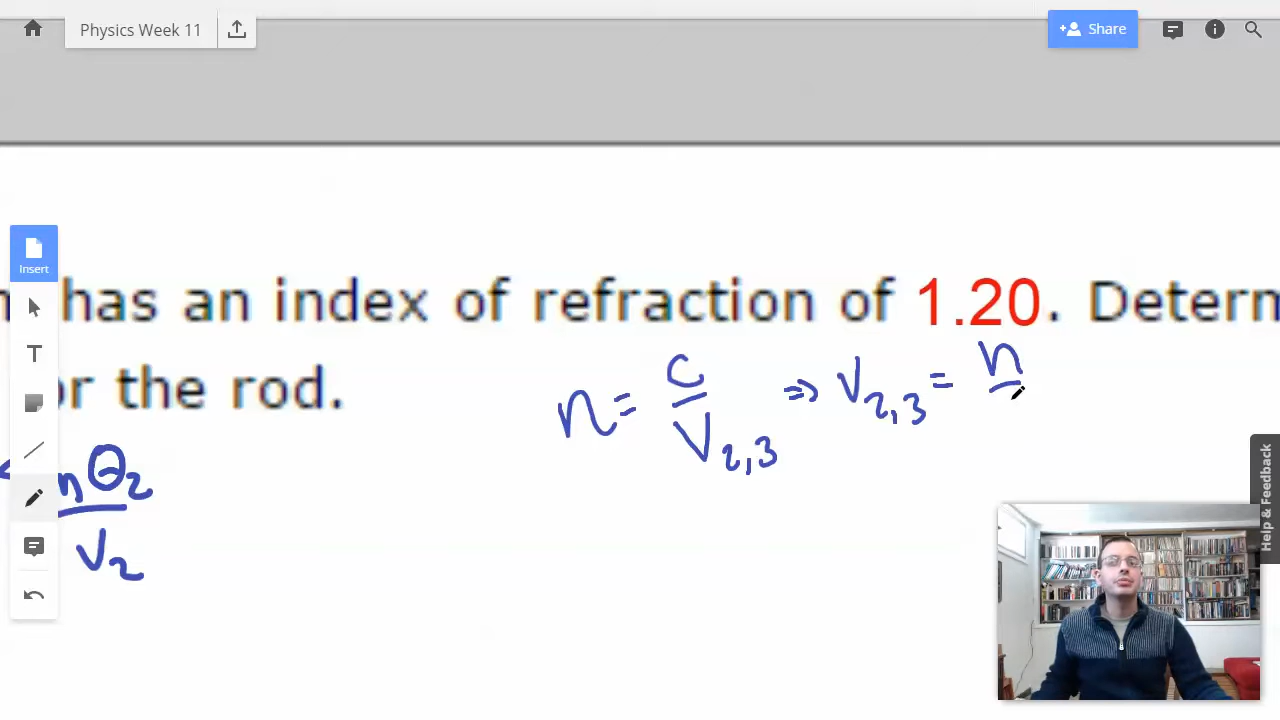 Physics Week 11
Share
Insert
has an index of refraction of 1.20. Determ
or the rod.
n = c / V2,3 ⇒ V2,3 = n
nθ2 / V2
T
Help & Feedback